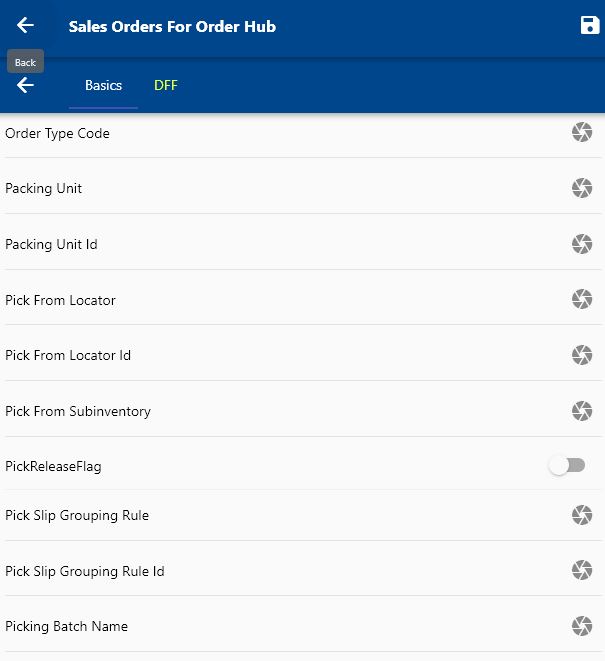 Sales Orders For Order Hub
Back
Basics
DFF
Order Type Code
Packing Unit
Packing Unit Id
Pick From Locator
Pick From Locator Id
Pick From Subinventory
PickReleaseFlag
Pick Slip Grouping Rule
Pick Slip Grouping Rule Id
Picking Batch Name